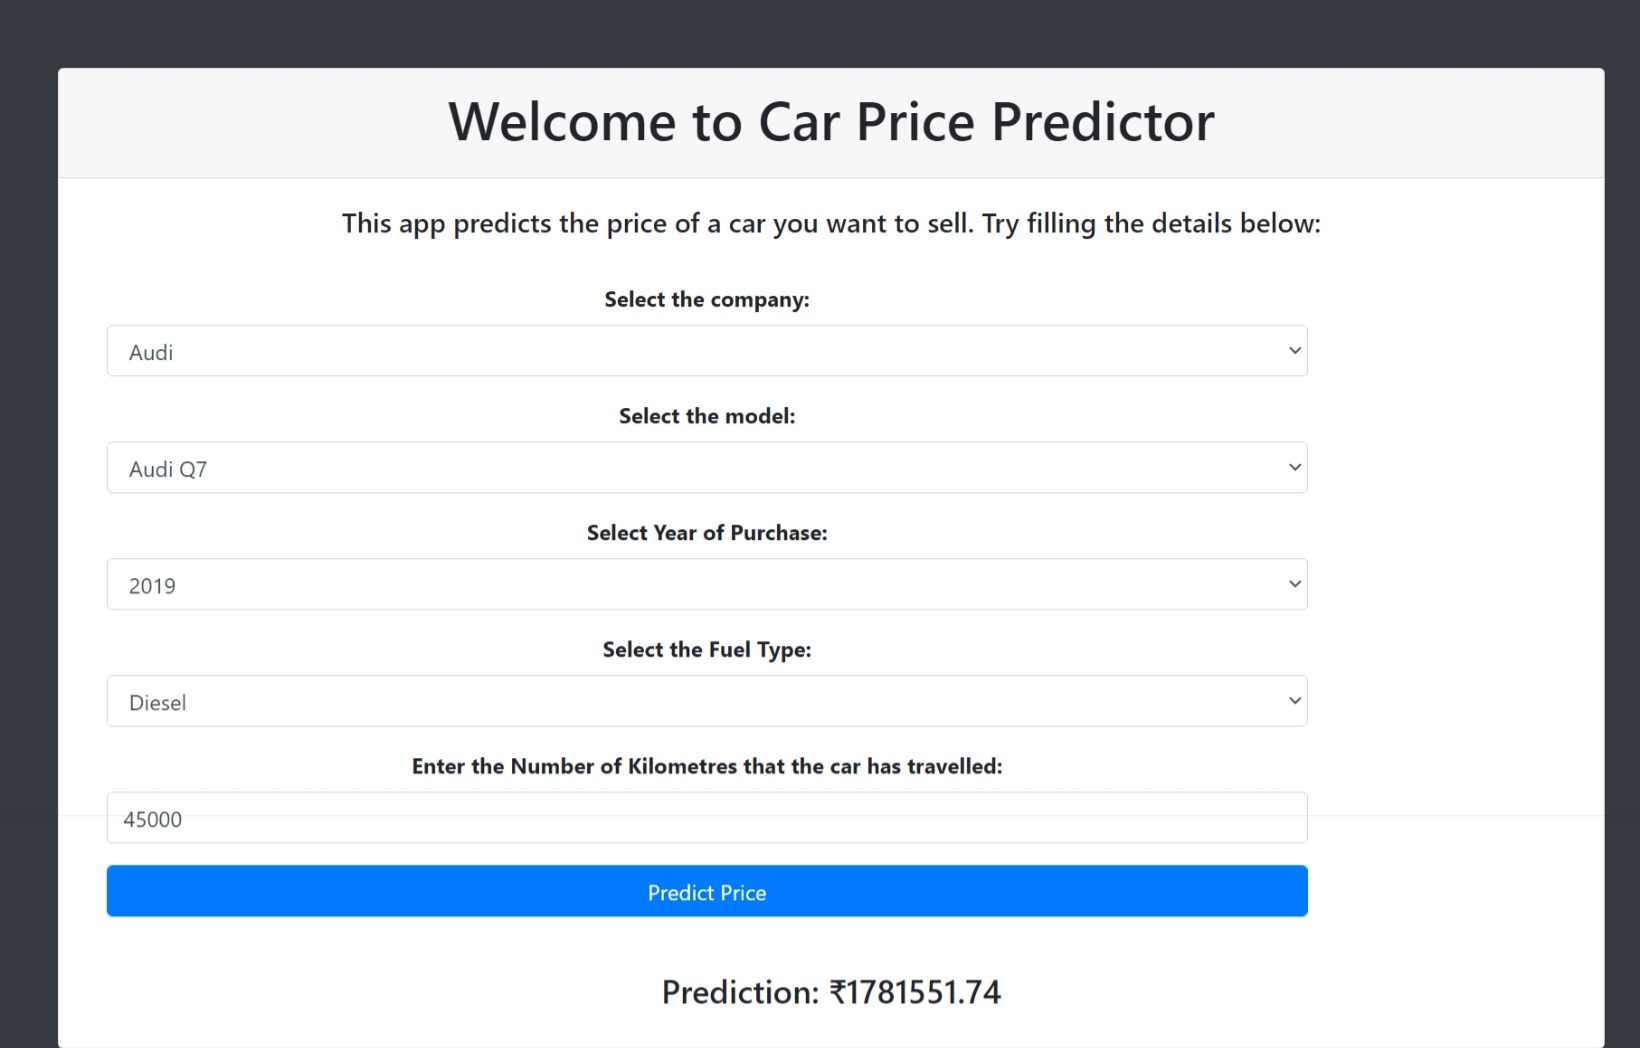 Welcome to Car Price Predictor
This app predicts the price of a car you want to sell. Try filling the details below:
Select the company:
Audi
Select the model:
Audi Q7
Select Year of Purchase:
2019
Select the Fuel Type:
Diesel
Enter the Number of Kilometres that the car has travelled:
45000
Predict Price
Prediction: ₹1781551.74